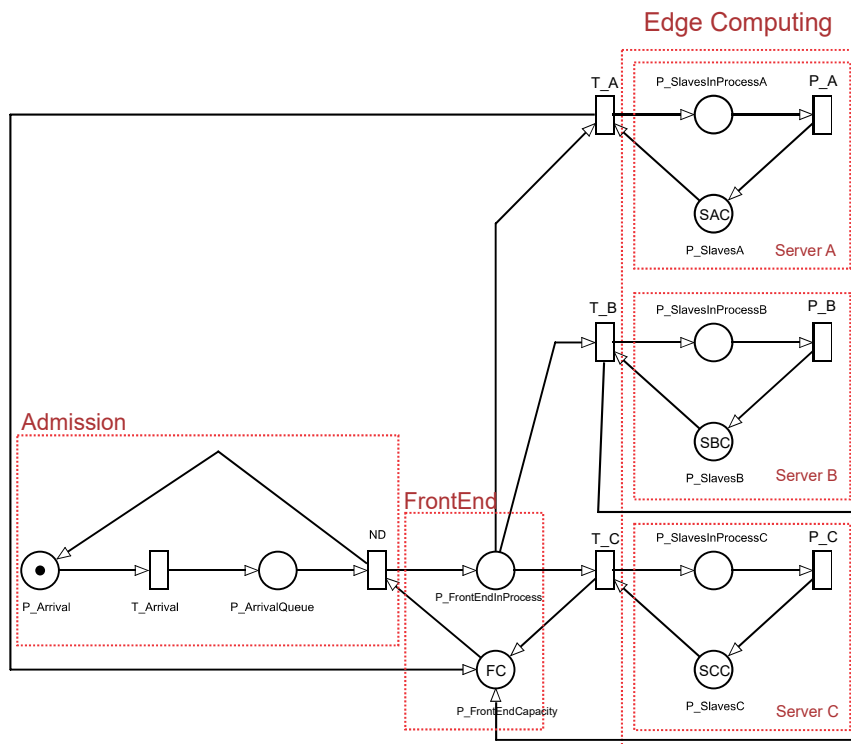 Edge Computing
T_A
P_SlavesInProcessA
P_A
SAC
P_SlavesA
Server A
T_B
P_SlavesInProcessB
P_B
SBC
P_SlavesB
Server B
Admission
FrontEnd
ND
T_C
P_SlavesInProcessC
P_C
P_Arrival
T_Arrival
P_ArrivalQueue
P_FrontEndInProcess
FC
SCC
P_FrontEndCapacity
P_SlavesC
Server C